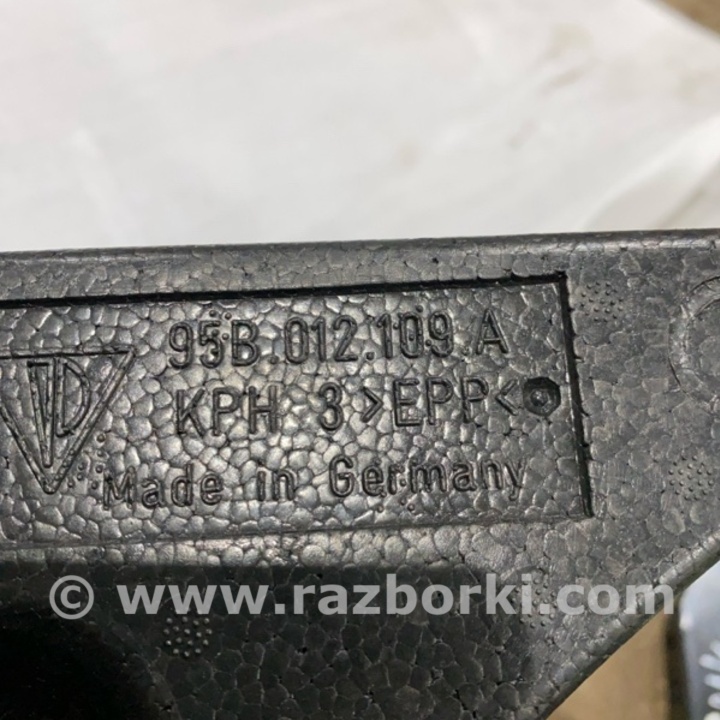 95B.012.109.A
KPH 3 >EPP<
Made in Germany
© www.razborki.com